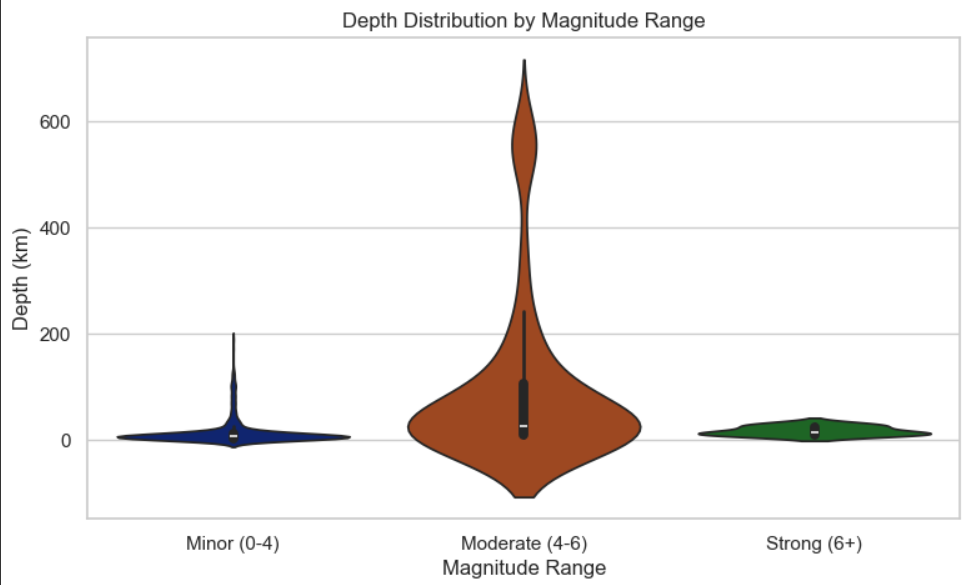 Depth Distribution by Magnitude Range
Depth (km)
600
400
200
0
Minor (0-4)
Moderate (4-6)
Strong (6+)
Magnitude Range